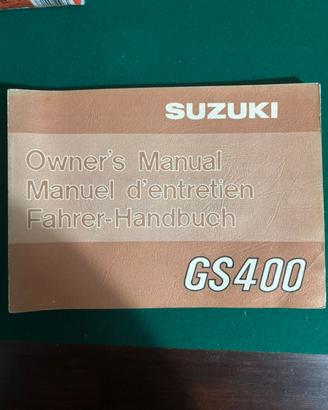 SUZUKI
Owner's Manual
Manuel d'entretien
Fahrer-Handbuch
GS400